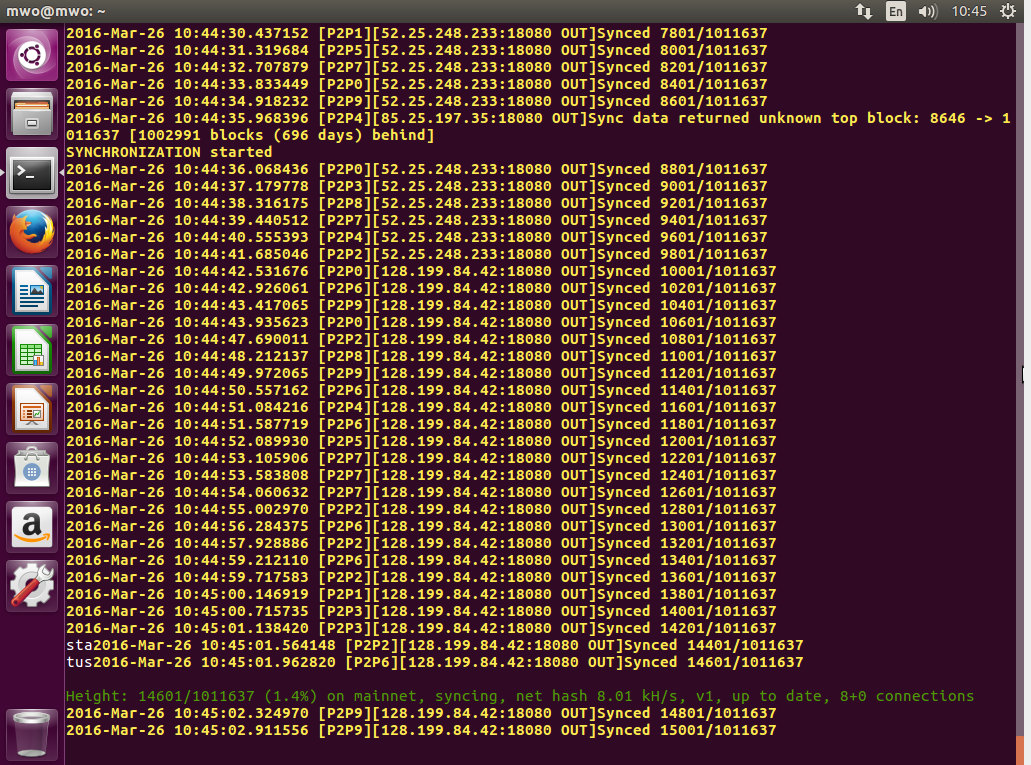 mwo@mwo: ~
En
10:45
2016-Mar-26 10:44:30.437152 [P2P1][52.25.248.233:18080 OUT]Synced 7801/1011637
2016-Mar-26 10:44:31.319684 [P2P5][52.25.248.233:18080 OUT]Synced 8001/1011637
2016-Mar-26 10:44:32.707879 [P2P7][52.25.248.233:18080 OUT]Synced 8201/1011637
2016-Mar-26 10:44:33.833449 [P2P0][52.25.248.233:18080 OUT]Synced 8401/1011637
2016-Mar-26 10:44:34.918232 [P2P9][52.25.248.233:18080 OUT]Synced 8601/1011637
2016-Mar-26 10:44:35.968396 [P2P4][85.25.197.35:18080 OUT]Sync data returned unknown top block: 8646 -> 1
011637 [1002991 blocks (696 days) behind]
SYNCHRONIZATION started
2016-Mar-26 10:44:36.068436 [P2P0][52.25.248.233:18080 OUT]Synced 8801/1011637
2016-Mar-26 10:44:37.179778 [P2P3][52.25.248.233:18080 OUT]Synced 9001/1011637
2016-Mar-26 10:44:38.316175 [P2P8][52.25.248.233:18080 OUT]Synced 9201/1011637
2016-Mar-26 10:44:39.440512 [P2P7][52.25.248.233:18080 OUT]Synced 9401/1011637
2016-Mar-26 10:44:40.555393 [P2P4][52.25.248.233:18080 OUT]Synced 9601/1011637
2016-Mar-26 10:44:41.685046 [P2P2][52.25.248.233:18080 OUT]Synced 9801/1011637
2016-Mar-26 10:44:42.531676 [P2P0][128.199.84.42:18080 OUT]Synced 10001/1011637
2016-Mar-26 10:44:42.926061 [P2P6][128.199.84.42:18080 OUT]Synced 10201/1011637
2016-Mar-26 10:44:43.417065 [P2P9][128.199.84.42:18080 OUT]Synced 10401/1011637
2016-Mar-26 10:44:43.935623 [P2P0][128.199.84.42:18080 OUT]Synced 10601/1011637
2016-Mar-26 10:44:47.690011 [P2P2][128.199.84.42:18080 OUT]Synced 10801/1011637
2016-Mar-26 10:44:48.212137 [P2P8][128.199.84.42:18080 OUT]Synced 11001/1011637
2016-Mar-26 10:44:49.972065 [P2P9][128.199.84.42:18080 OUT]Synced 11201/1011637
2016-Mar-26 10:44:50.557162 [P2P6][128.199.84.42:18080 OUT]Synced 11401/1011637
2016-Mar-26 10:44:51.084216 [P2P4][128.199.84.42:18080 OUT]Synced 11601/1011637
2016-Mar-26 10:44:51.587719 [P2P6][128.199.84.42:18080 OUT]Synced 11801/1011637
2016-Mar-26 10:44:52.089930 [P2P5][128.199.84.42:18080 OUT]Synced 12001/1011637
2016-Mar-26 10:44:53.105906 [P2P7][128.199.84.42:18080 OUT]Synced 12201/1011637
2016-Mar-26 10:44:53.583808 [P2P7][128.199.84.42:18080 OUT]Synced 12401/1011637
2016-Mar-26 10:44:54.060632 [P2P7][128.199.84.42:18080 OUT]Synced 12601/1011637
2016-Mar-26 10:44:55.002970 [P2P2][128.199.84.42:18080 OUT]Synced 12801/1011637
2016-Mar-26 10:44:56.284375 [P2P6][128.199.84.42:18080 OUT]Synced 13001/1011637
2016-Mar-26 10:44:57.928886 [P2P2][128.199.84.42:18080 OUT]Synced 13201/1011637
2016-Mar-26 10:44:59.212110 [P2P6][128.199.84.42:18080 OUT]Synced 13401/1011637
2016-Mar-26 10:44:59.717583 [P2P2][128.199.84.42:18080 OUT]Synced 13601/1011637
2016-Mar-26 10:45:00.146919 [P2P1][128.199.84.42:18080 OUT]Synced 13801/1011637
2016-Mar-26 10:45:00.715735 [P2P3][128.199.84.42:18080 OUT]Synced 14001/1011637
2016-Mar-26 10:45:01.138420 [P2P3][128.199.84.42:18080 OUT]Synced 14201/1011637
sta2016-Mar-26 10:45:01.564148 [P2P2][128.199.84.42:18080 OUT]Synced 14401/1011637
tus2016-Mar-26 10:45:01.962820 [P2P6][128.199.84.42:18080 OUT]Synced 14601/1011637
Height: 14601/1011637 (1.4%) on mainnet, syncing, net hash 8.01 kH/s, v1, up to date, 8+0 connections
2016-Mar-26 10:45:02.324970 [P2P9][128.199.84.42:18080 OUT]Synced 14801/1011637
2016-Mar-26 10:45:02.911556 [P2P9][128.199.84.42:18080 OUT]Synced 15001/1011637